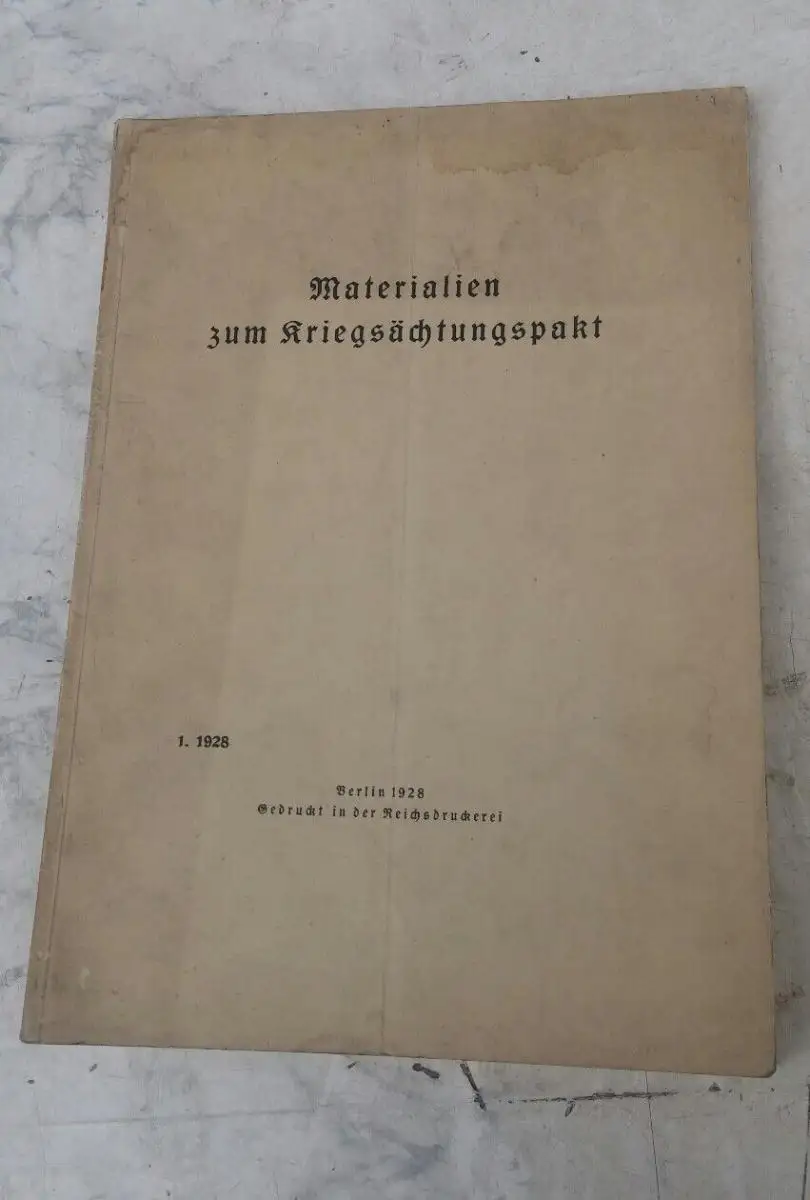 Materialien
zum Kriegsächtungspakt
1. 1928
Berlin 1928
Gedruckt in der Reichsdruckerei